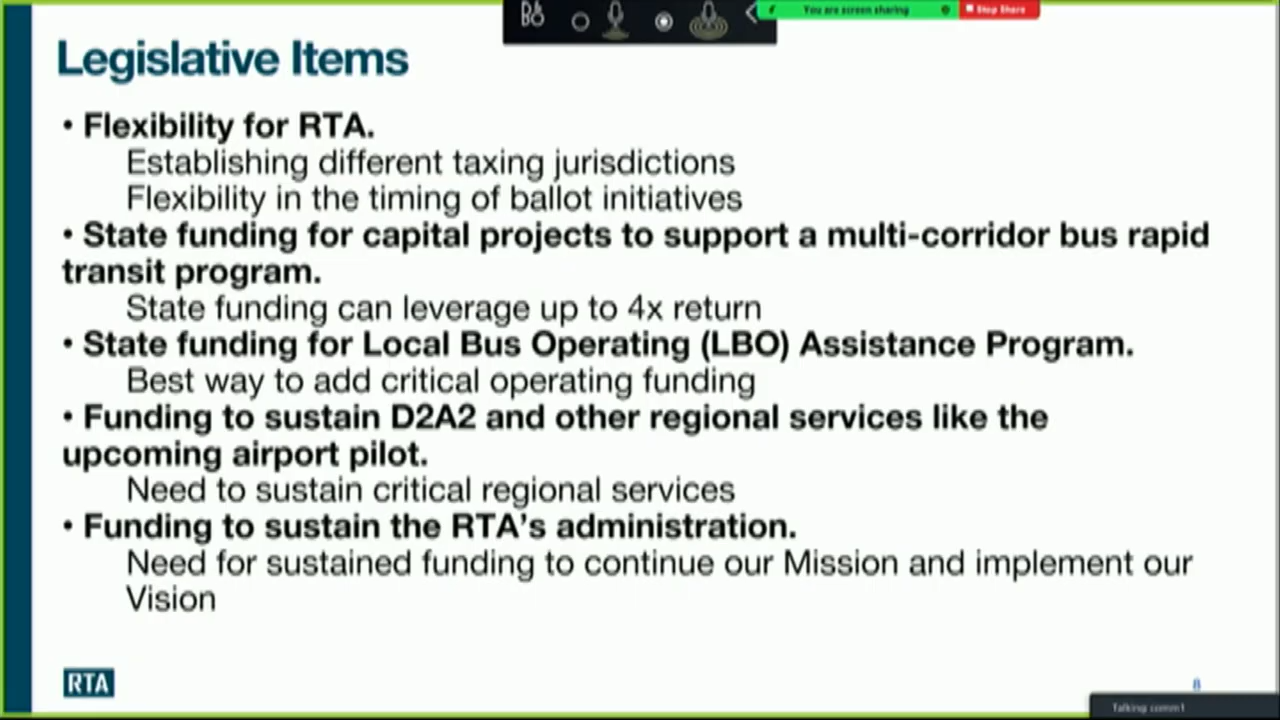 You are screen sharing
Stop Share
Legislative Items
• Flexibility for RTA.
Establishing different taxing jurisdictions
Flexibility in the timing of ballot initiatives
• State funding for capital projects to support a multi-corridor bus rapid
transit program.
State funding can leverage up to 4x return
• State funding for Local Bus Operating (LBO) Assistance Program.
Best way to add critical operating funding
• Funding to sustain D2A2 and other regional services like the
upcoming airport pilot.
Need to sustain critical regional services
• Funding to sustain the RTA’s administration.
Need for sustained funding to continue our Mission and implement our
Vision
RTA
Talking: